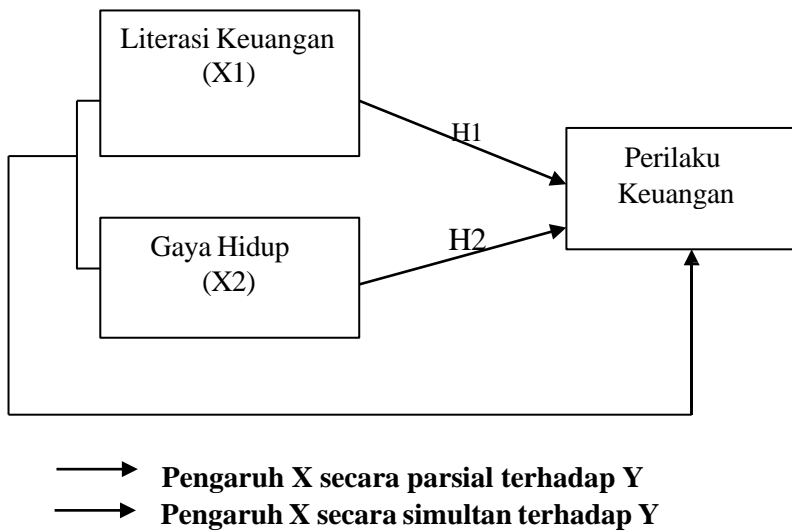 Literasi Keuangan
(X1)
H1
Perilaku
Keuangan
Gaya Hidup
(X2)
H2
Pengaruh X secara parsial terhadap Y
Pengaruh X secara simultan terhadap Y